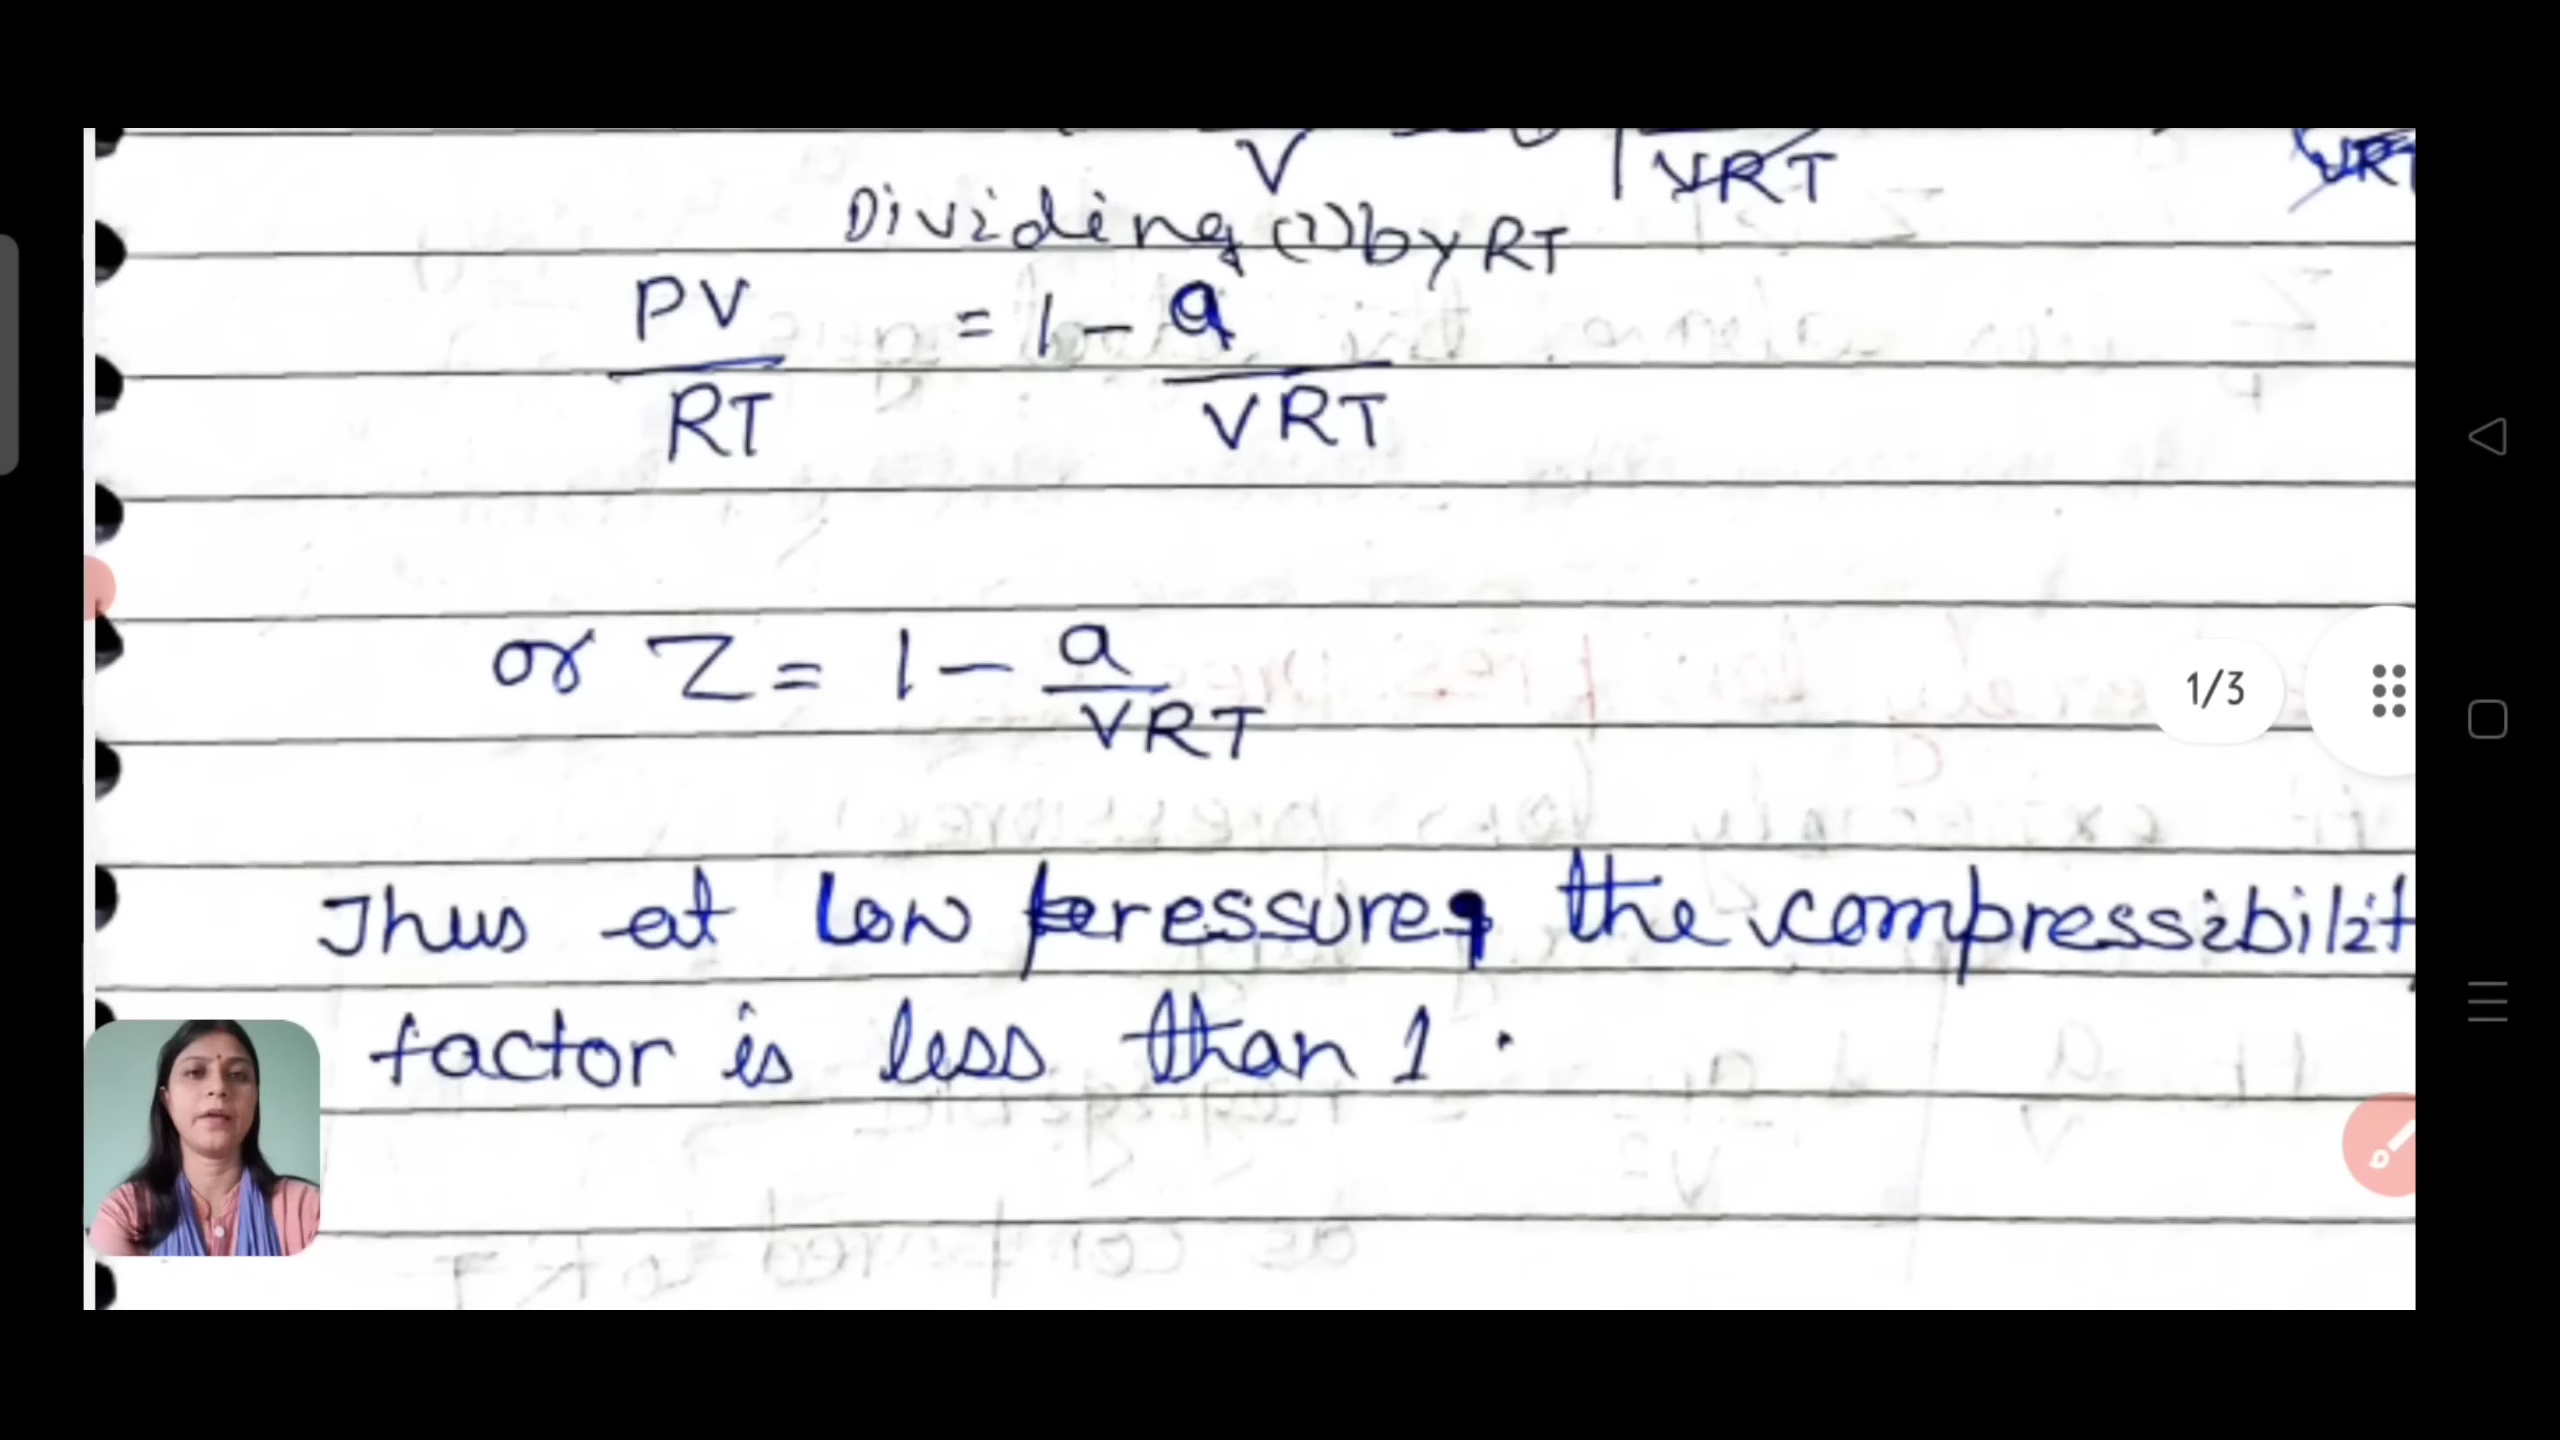 V VRT
Dividing (1) by RT
PV = 1 - a
RT VRT
or Z = 1 - a
VRT
1/3
Thus at low pressures the compressibilit
factor is less than 1.